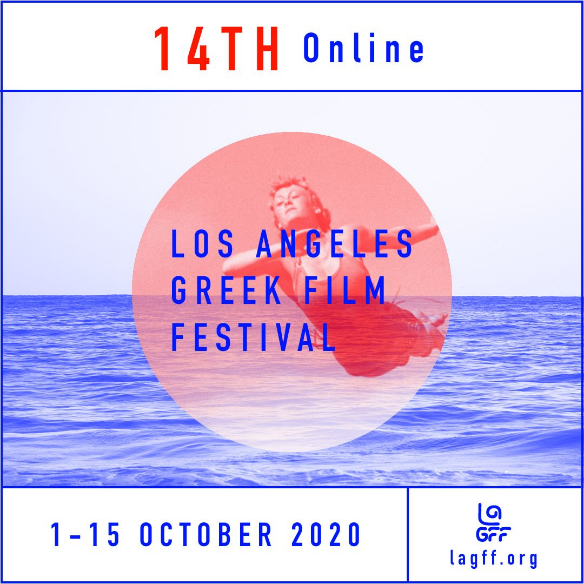 14TH Online
LOS ANGELES
GREEK FILM
FESTIVAL
1-15 OCTOBER 2020
LA
GFF
lagff.org